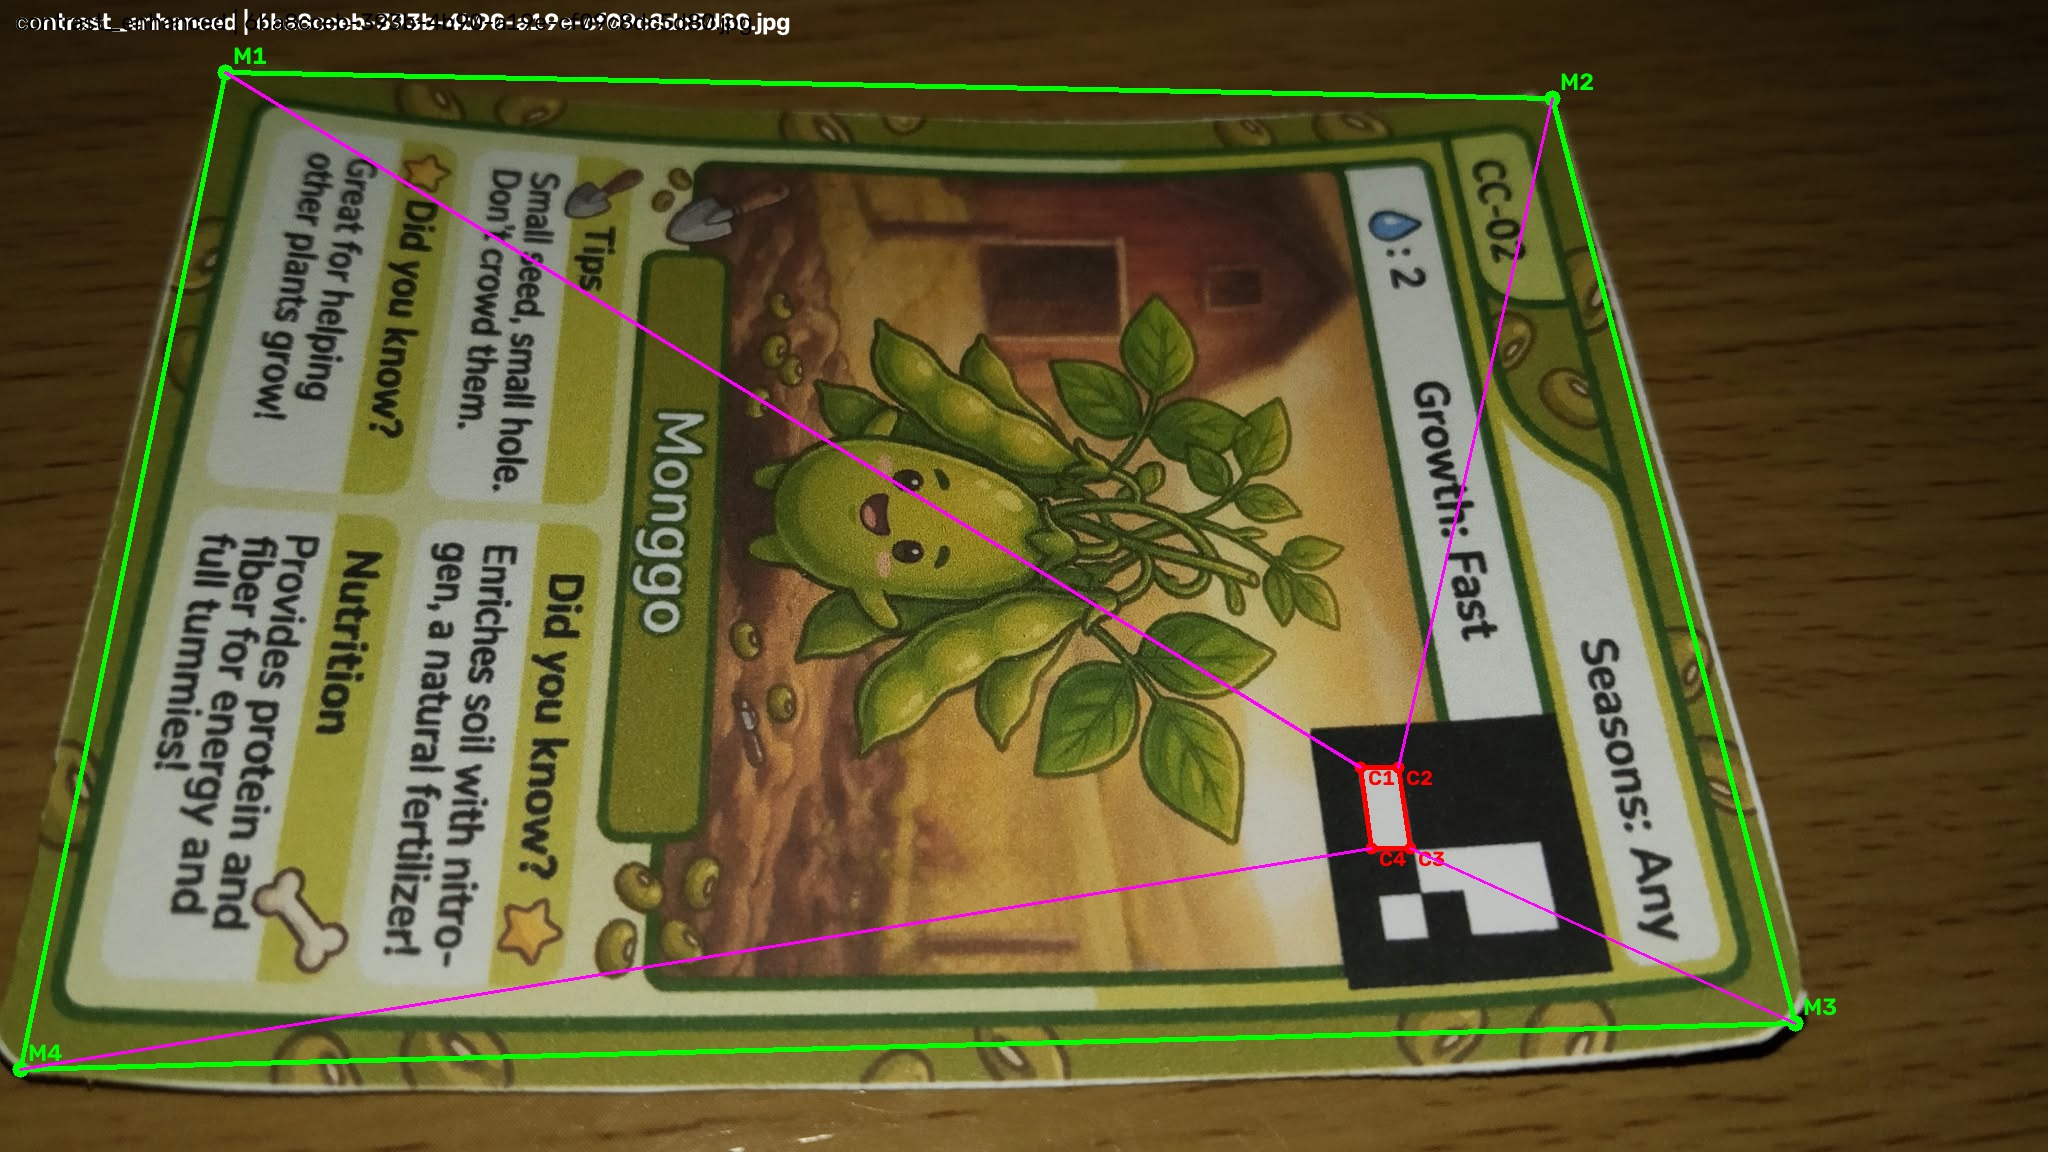 M1
M2
CC-02
Seasons: Any
: 2
Growth: Fast
Monggo
Tips
Small seed, small hole.
Don't crowd them.
Did you know?
Enriches soil with nitro-
gen, a natural fertilizer!
Did you know?
Great for helping
other plants grow!
Nutrition
Provides protein and
fiber for energy and
full tummies!
C1
C2
C4
C3
M3
M4